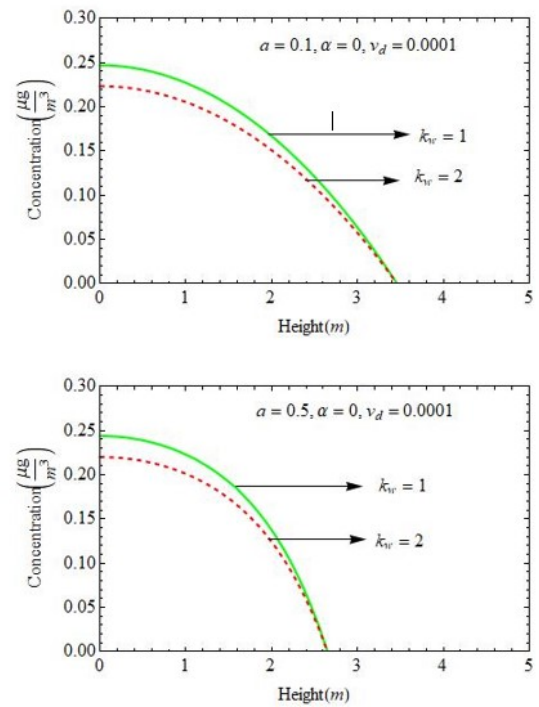 a = 0.1, α = 0, v_d = 0.0001
Concentration(μg/m³)
0.30
0.25
0.20
0.15
0.10
0.05
0.00
k_w = 1
k_w = 2
0 1 2 3 4 5
Height(m)
a = 0.5, α = 0, v_d = 0.0001
Concentration(μg/m³)
0.30
0.25
0.20
0.15
0.10
0.05
0.00
k_w = 1
k_w = 2
0 1 2 3 4 5
Height(m)